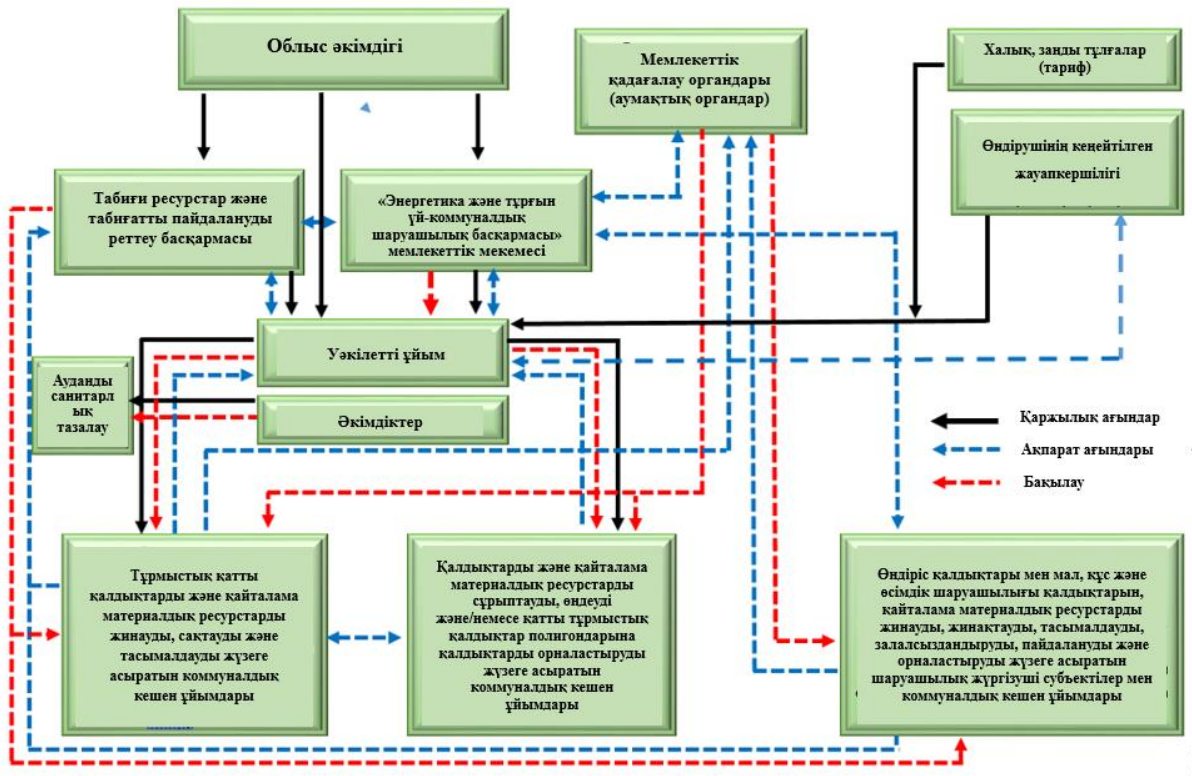 Облыс әкімдігі
Мемлекеттік
қадағалау органдары
(аумақтық органдар)
Халық, заңды тұлғалар
(тариф)
Өндірушінің кеңейтілген
жауапкершілігі
Табиғи ресурстар және
табиғатты пайдалануды
реттеу басқармасы
«Энергетика және тұрғын
үй-коммуналдық
шаруашылық басқармасы»
мемлекеттік мекемесі
Уәкілетті ұйым
Ауданды
санитарл
ық
тазалау
Әкімдіктер
Қаржылық ағындар
Ақпарат ағындары
Бақылау
Тұрмыстық қатты
қалдықтарды және қайталама
материалдық ресурстарды
жинауды, сақтауды және
тасымалдауды жүзеге
асыратын коммуналдық
кешен ұйымдары
Қалдықтарды және қайталама
материалдық ресурстарды
сұрыптауды, өңдеуді
және/немесе қатты тұрмыстық
қалдықтар полигондарына
қалдықтарды орналастыруды
жүзеге асыратын
коммуналдық кешен
ұйымдары
Өндіріс қалдықтары мен мал, құс және
өсімдік шаруашылығы қалдықтарын,
қайталама материалдық ресурстарды
жинауды, жинақтауды, тасымалдауды,
залалсыздандыруды, пайдалануды және
орналастыруды жүзеге асыратын
шаруашылық жүргізуші субъектілер мен
коммуналдық кешен ұйымдары